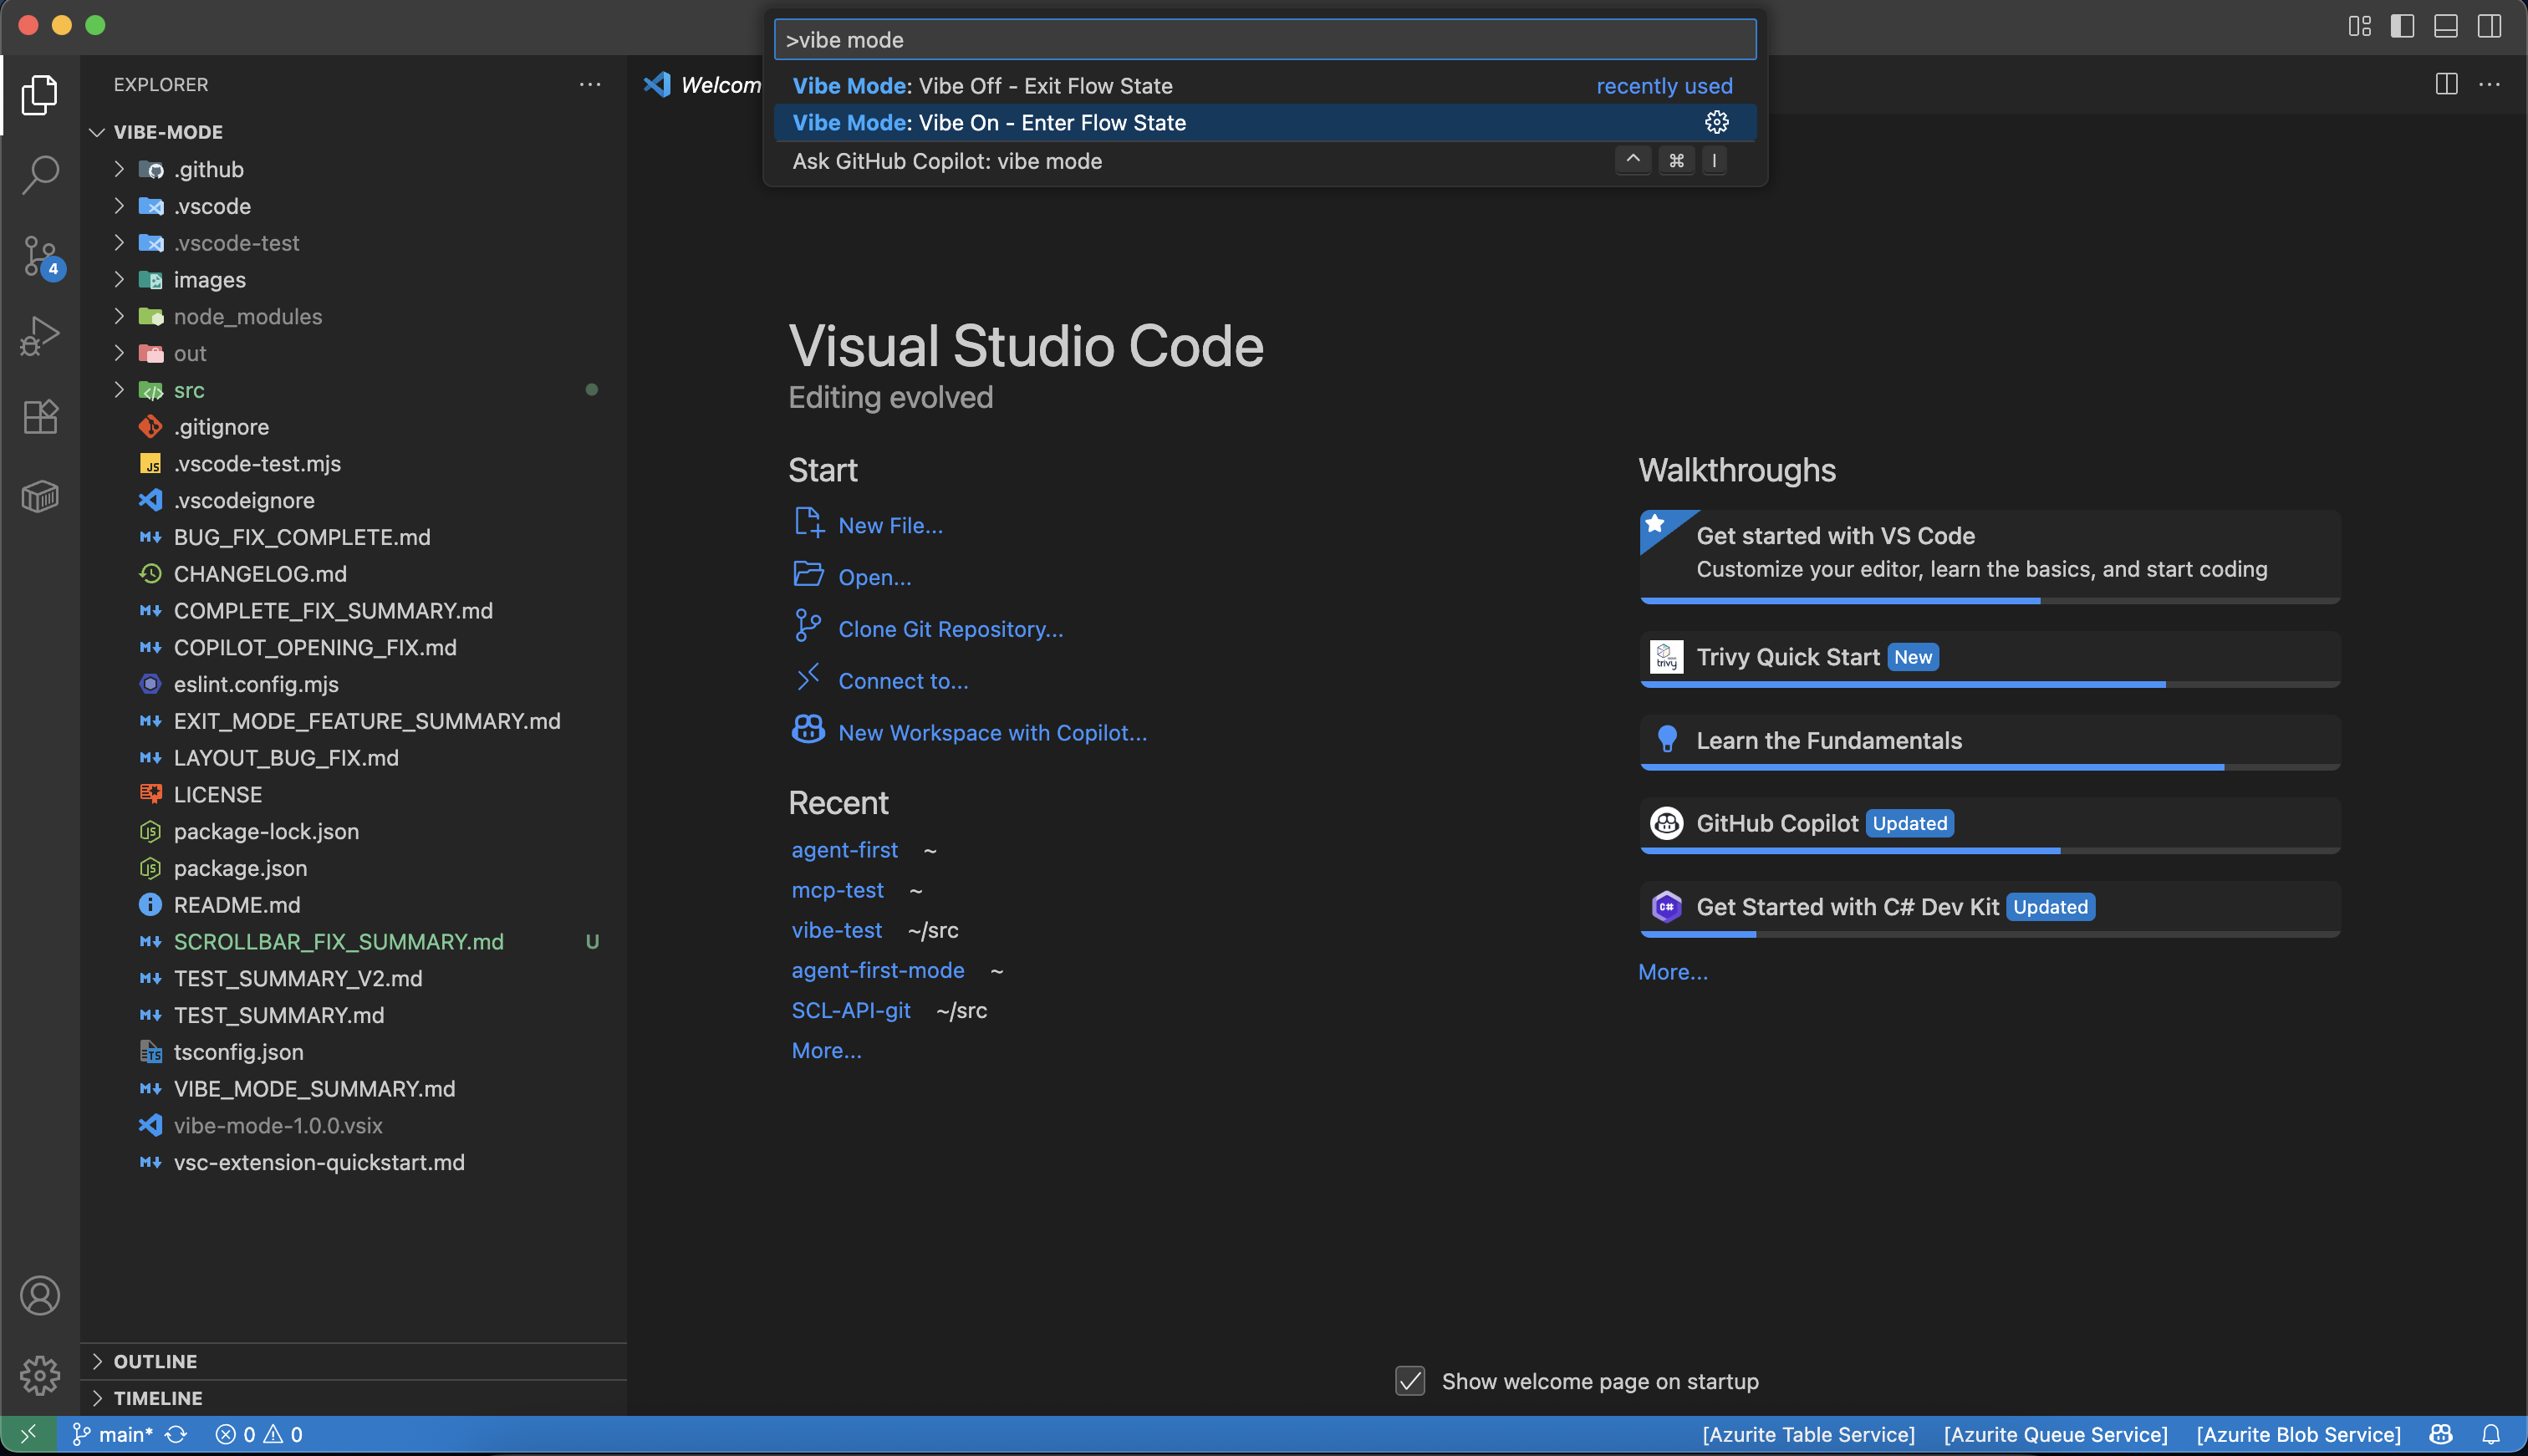 >vibe mode
Vibe Mode: Vibe Off - Exit Flow State recently used
Vibe Mode: Vibe On - Enter Flow State
Ask GitHub Copilot: vibe mode ^ ⌘ I
EXPLORER
Welcom
VIBE-MODE
.github
.vscode
.vscode-test
images
node_modules
out
src
.gitignore
JS .vscode-test.mjs
.vscodeignore
BUG_FIX_COMPLETE.md
CHANGELOG.md
COMPLETE_FIX_SUMMARY.md
COPILOT_OPENING_FIX.md
eslint.config.mjs
EXIT_MODE_FEATURE_SUMMARY.md
LAYOUT_BUG_FIX.md
LICENSE
package-lock.json
package.json
README.md
SCROLLBAR_FIX_SUMMARY.md U
TEST_SUMMARY_V2.md
TEST_SUMMARY.md
TS tsconfig.json
VIBE_MODE_SUMMARY.md
vibe-mode-1.0.0.vsix
vsc-extension-quickstart.md
OUTLINE
TIMELINE
4
Visual Studio Code
Editing evolved
Start
New File...
Open...
Clone Git Repository...
Connect to...
New Workspace with Copilot...
Recent
agent-first ~
mcp-test ~
vibe-test ~/src
agent-first-mode ~
SCL-API-git ~/src
More...
Walkthroughs
Get started with VS Code
Customize your editor, learn the basics, and start coding
trivy Trivy Quick Start New
Learn the Fundamentals
GitHub Copilot Updated
C# Get Started with C# Dev Kit Updated
More...
Show welcome page on startup
main* 0 0 [Azurite Table Service] [Azurite Queue Service] [Azurite Blob Service]